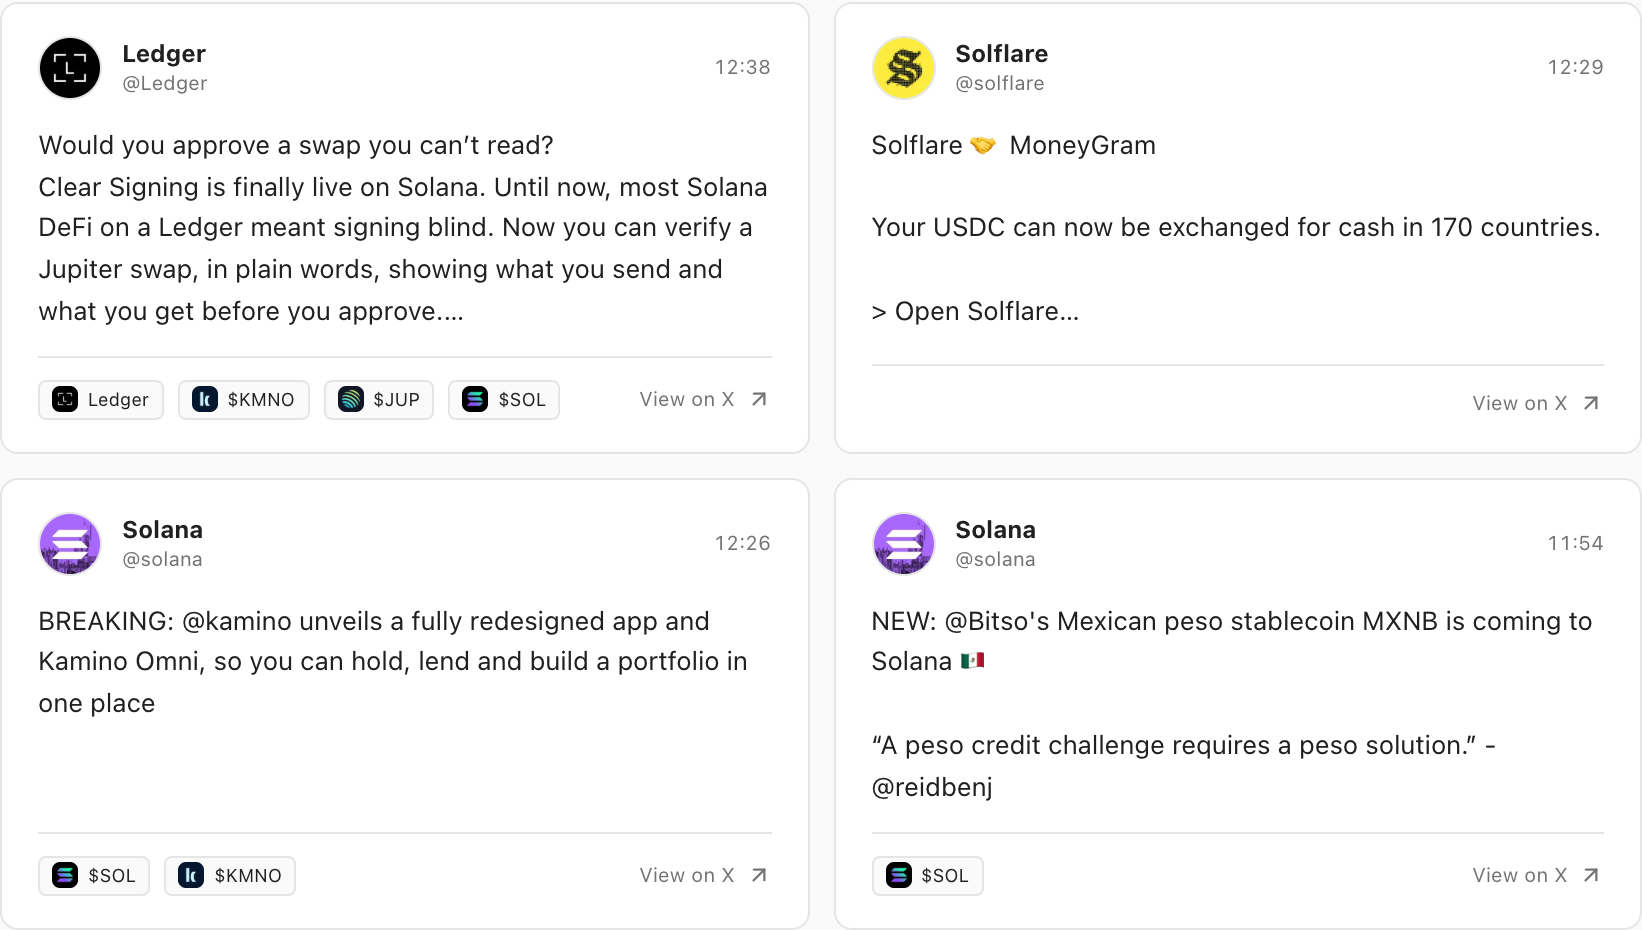 Ledger
@Ledger
12:38
Would you approve a swap you can’t read?
Clear Signing is finally live on Solana. Until now, most Solana
DeFi on a Ledger meant signing blind. Now you can verify a
Jupiter swap, in plain words, showing what you send and
what you get before you approve.…
Ledger $KMNO $JUP $SOL View on X
Solflare
@solflare
12:29
Solflare 🤝 MoneyGram
Your USDC can now be exchanged for cash in 170 countries.
> Open Solflare…
View on X
Solana
@solana
12:26
BREAKING: @kamino unveils a fully redesigned app and
Kamino Omni, so you can hold, lend and build a portfolio in
one place
$SOL $KMNO View on X
Solana
@solana
11:54
NEW: @Bitso's Mexican peso stablecoin MXNB is coming to
Solana 🇲🇽
“A peso credit challenge requires a peso solution.” -
@reidbenj
$SOL View on X